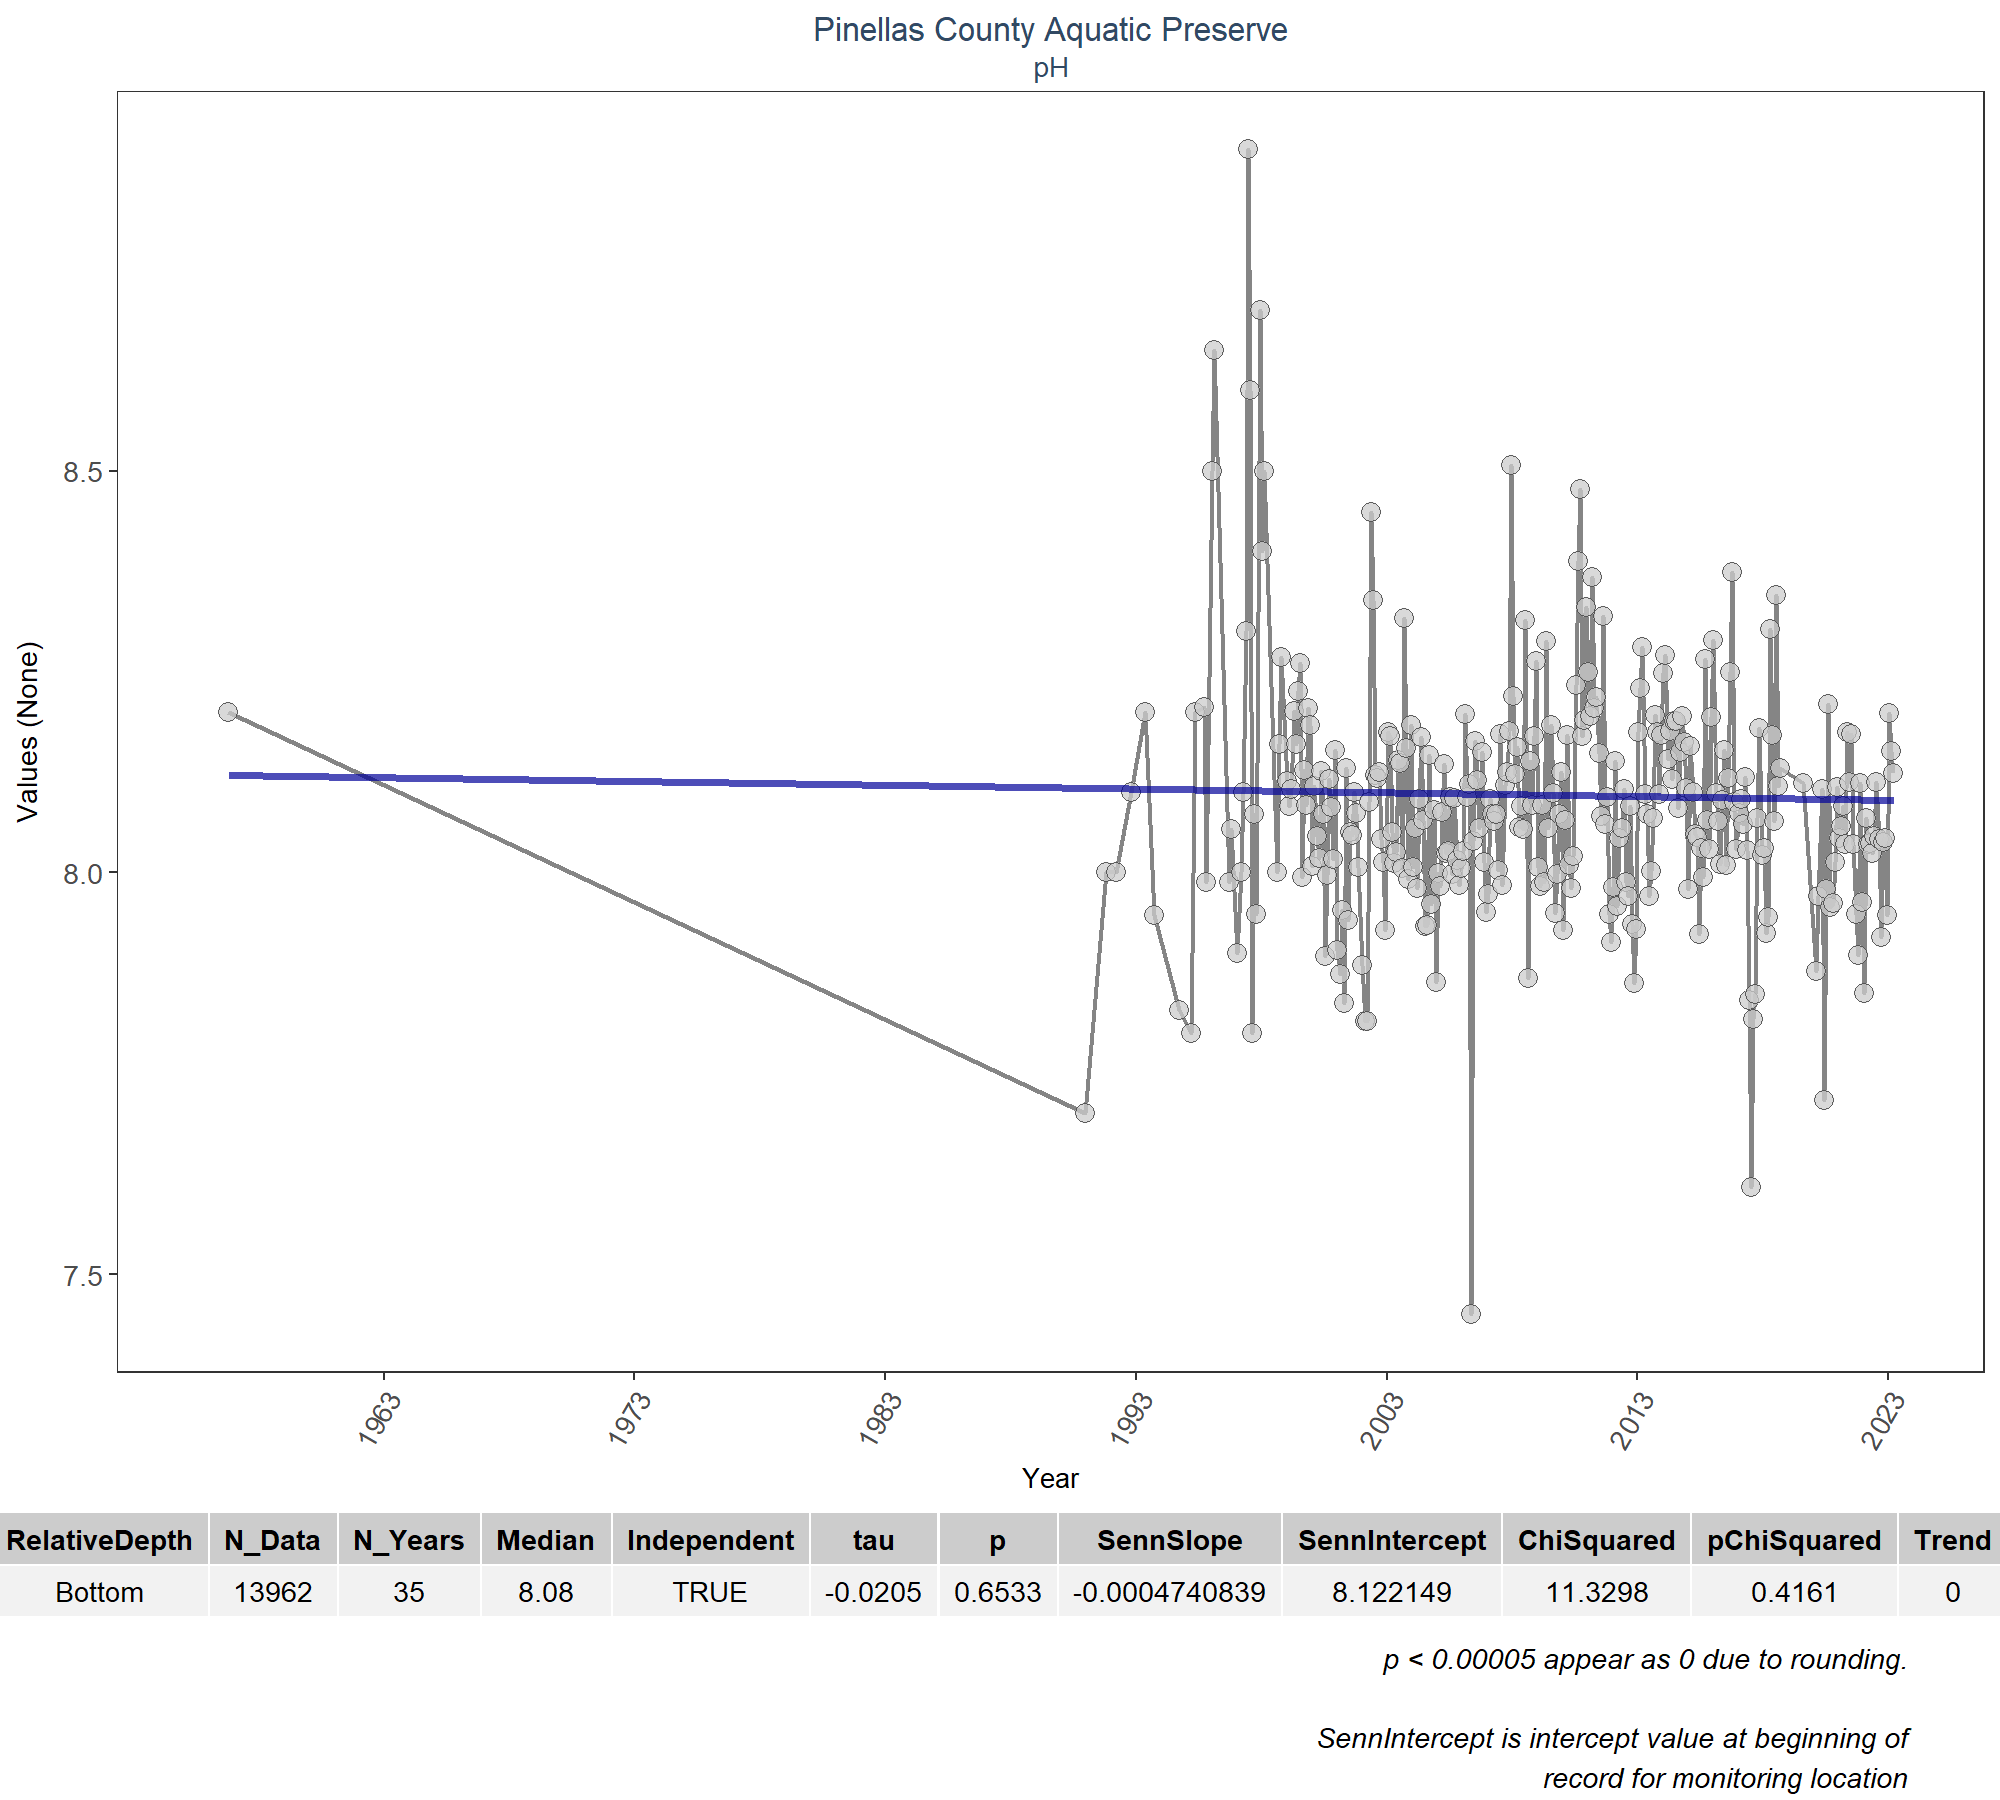 Pinellas County Aquatic Preserve
pH
Values (None)
8.5
8.0
7.5
1963 1973 1983 1993 2003 2013 2023
Year
RelativeDepth N_Data N_Years Median Independent tau p SennSlope SennIntercept ChiSquared pChiSquared Trend
Bottom 13962 35 8.08 TRUE -0.0205 0.6533 -0.0004740839 8.122149 11.3298 0.4161 0
p < 0.00005 appear as 0 due to rounding.
SennIntercept is intercept value at beginning of
record for monitoring location